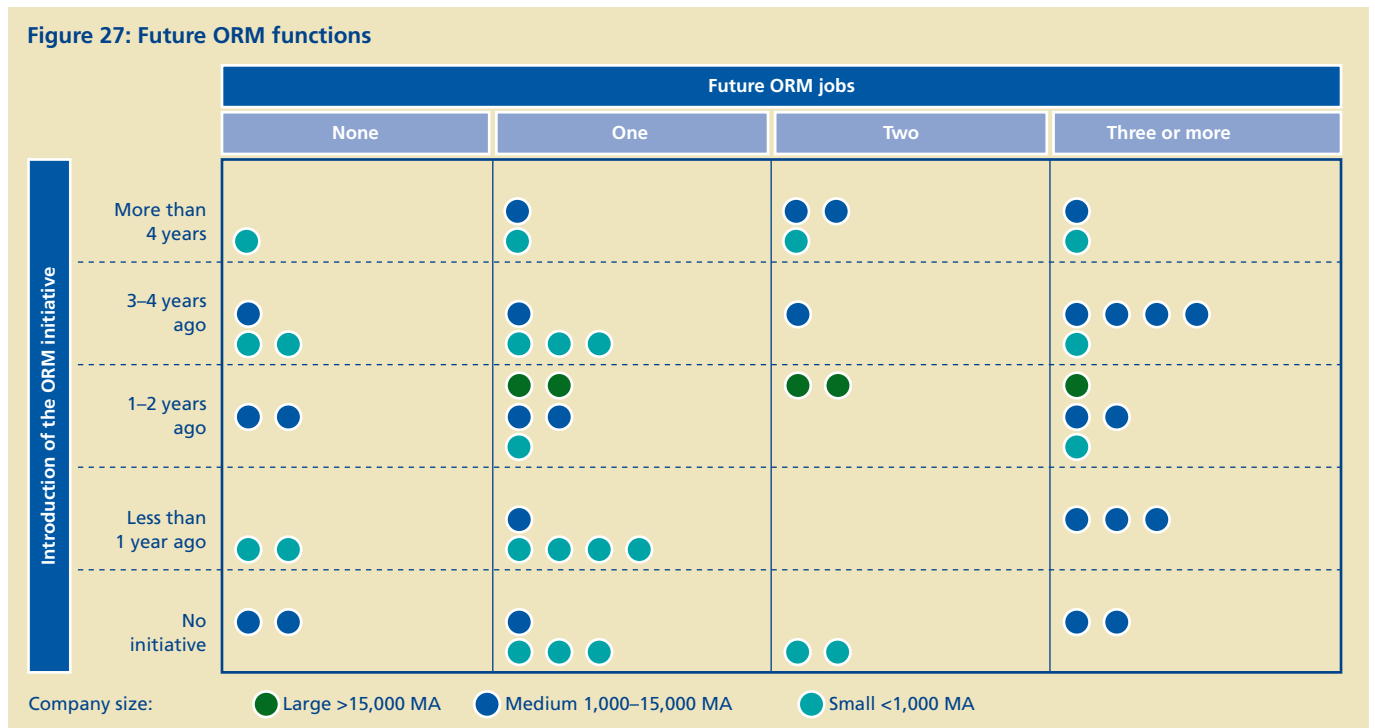 Figure 27: Future ORM functions
Future ORM jobs
None
One
Two
Three or more
Introduction of the ORM initiative
More than
4 years
3–4 years
ago
1–2 years
ago
Less than
1 year ago
No
initiative
Company size:
Large >15,000 MA
Medium 1,000–15,000 MA
Small <1,000 MA